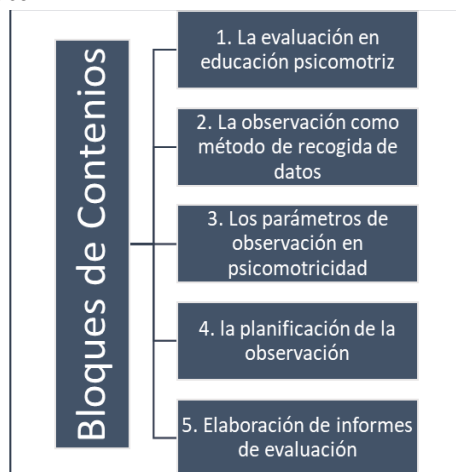 Bloques de Contenios
1. La evaluación en
educación psicomotriz
2. La observación como
método de recogida de
datos
3. Los parámetros de
observación en
psicomotricidad
4. la planificación de la
observación
5. Elaboración de informes
de evaluación